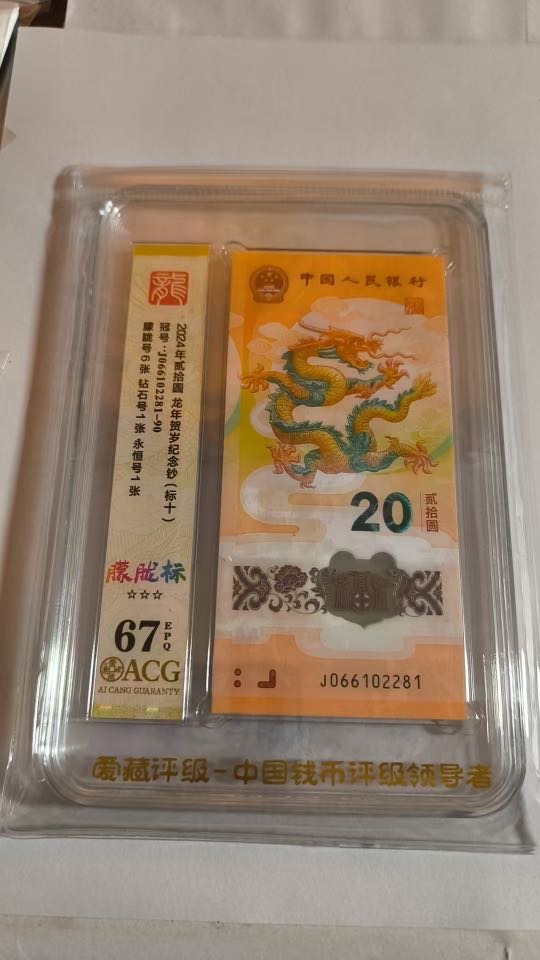 龍
2024年贰拾圆 龙年贺岁纪念钞（标十）
冠号：J066102281-90
朦胧号6张 钻石号1张 永恒号1张
朦胧标
☆☆☆
67 EPQ
ACG
AI CANG GUARANTY
中国人民银行
20 贰拾圆
J066102281
爱藏评级-中国钱币评级领导者